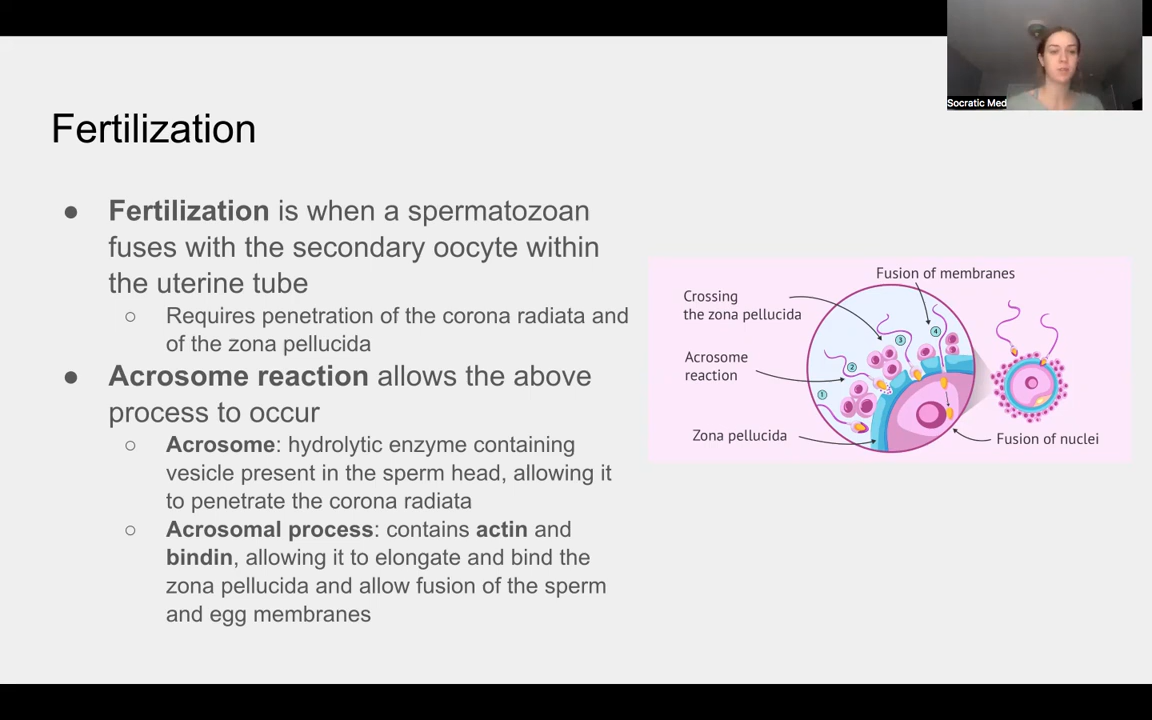 Socratic Med
Fertilization
● Fertilization is when a spermatozoan
fuses with the secondary oocyte within
the uterine tube
○ Requires penetration of the corona radiata and
of the zona pellucida
● Acrosome reaction allows the above
process to occur
○ Acrosome: hydrolytic enzyme containing
vesicle present in the sperm head, allowing it
to penetrate the corona radiata
○ Acrosomal process: contains actin and
bindin, allowing it to elongate and bind the
zona pellucida and allow fusion of the sperm
and egg membranes
Fusion of membranes
Crossing
the zona pellucida
Acrosome
reaction
Zona pellucida
Fusion of nuclei
1
2
3
4